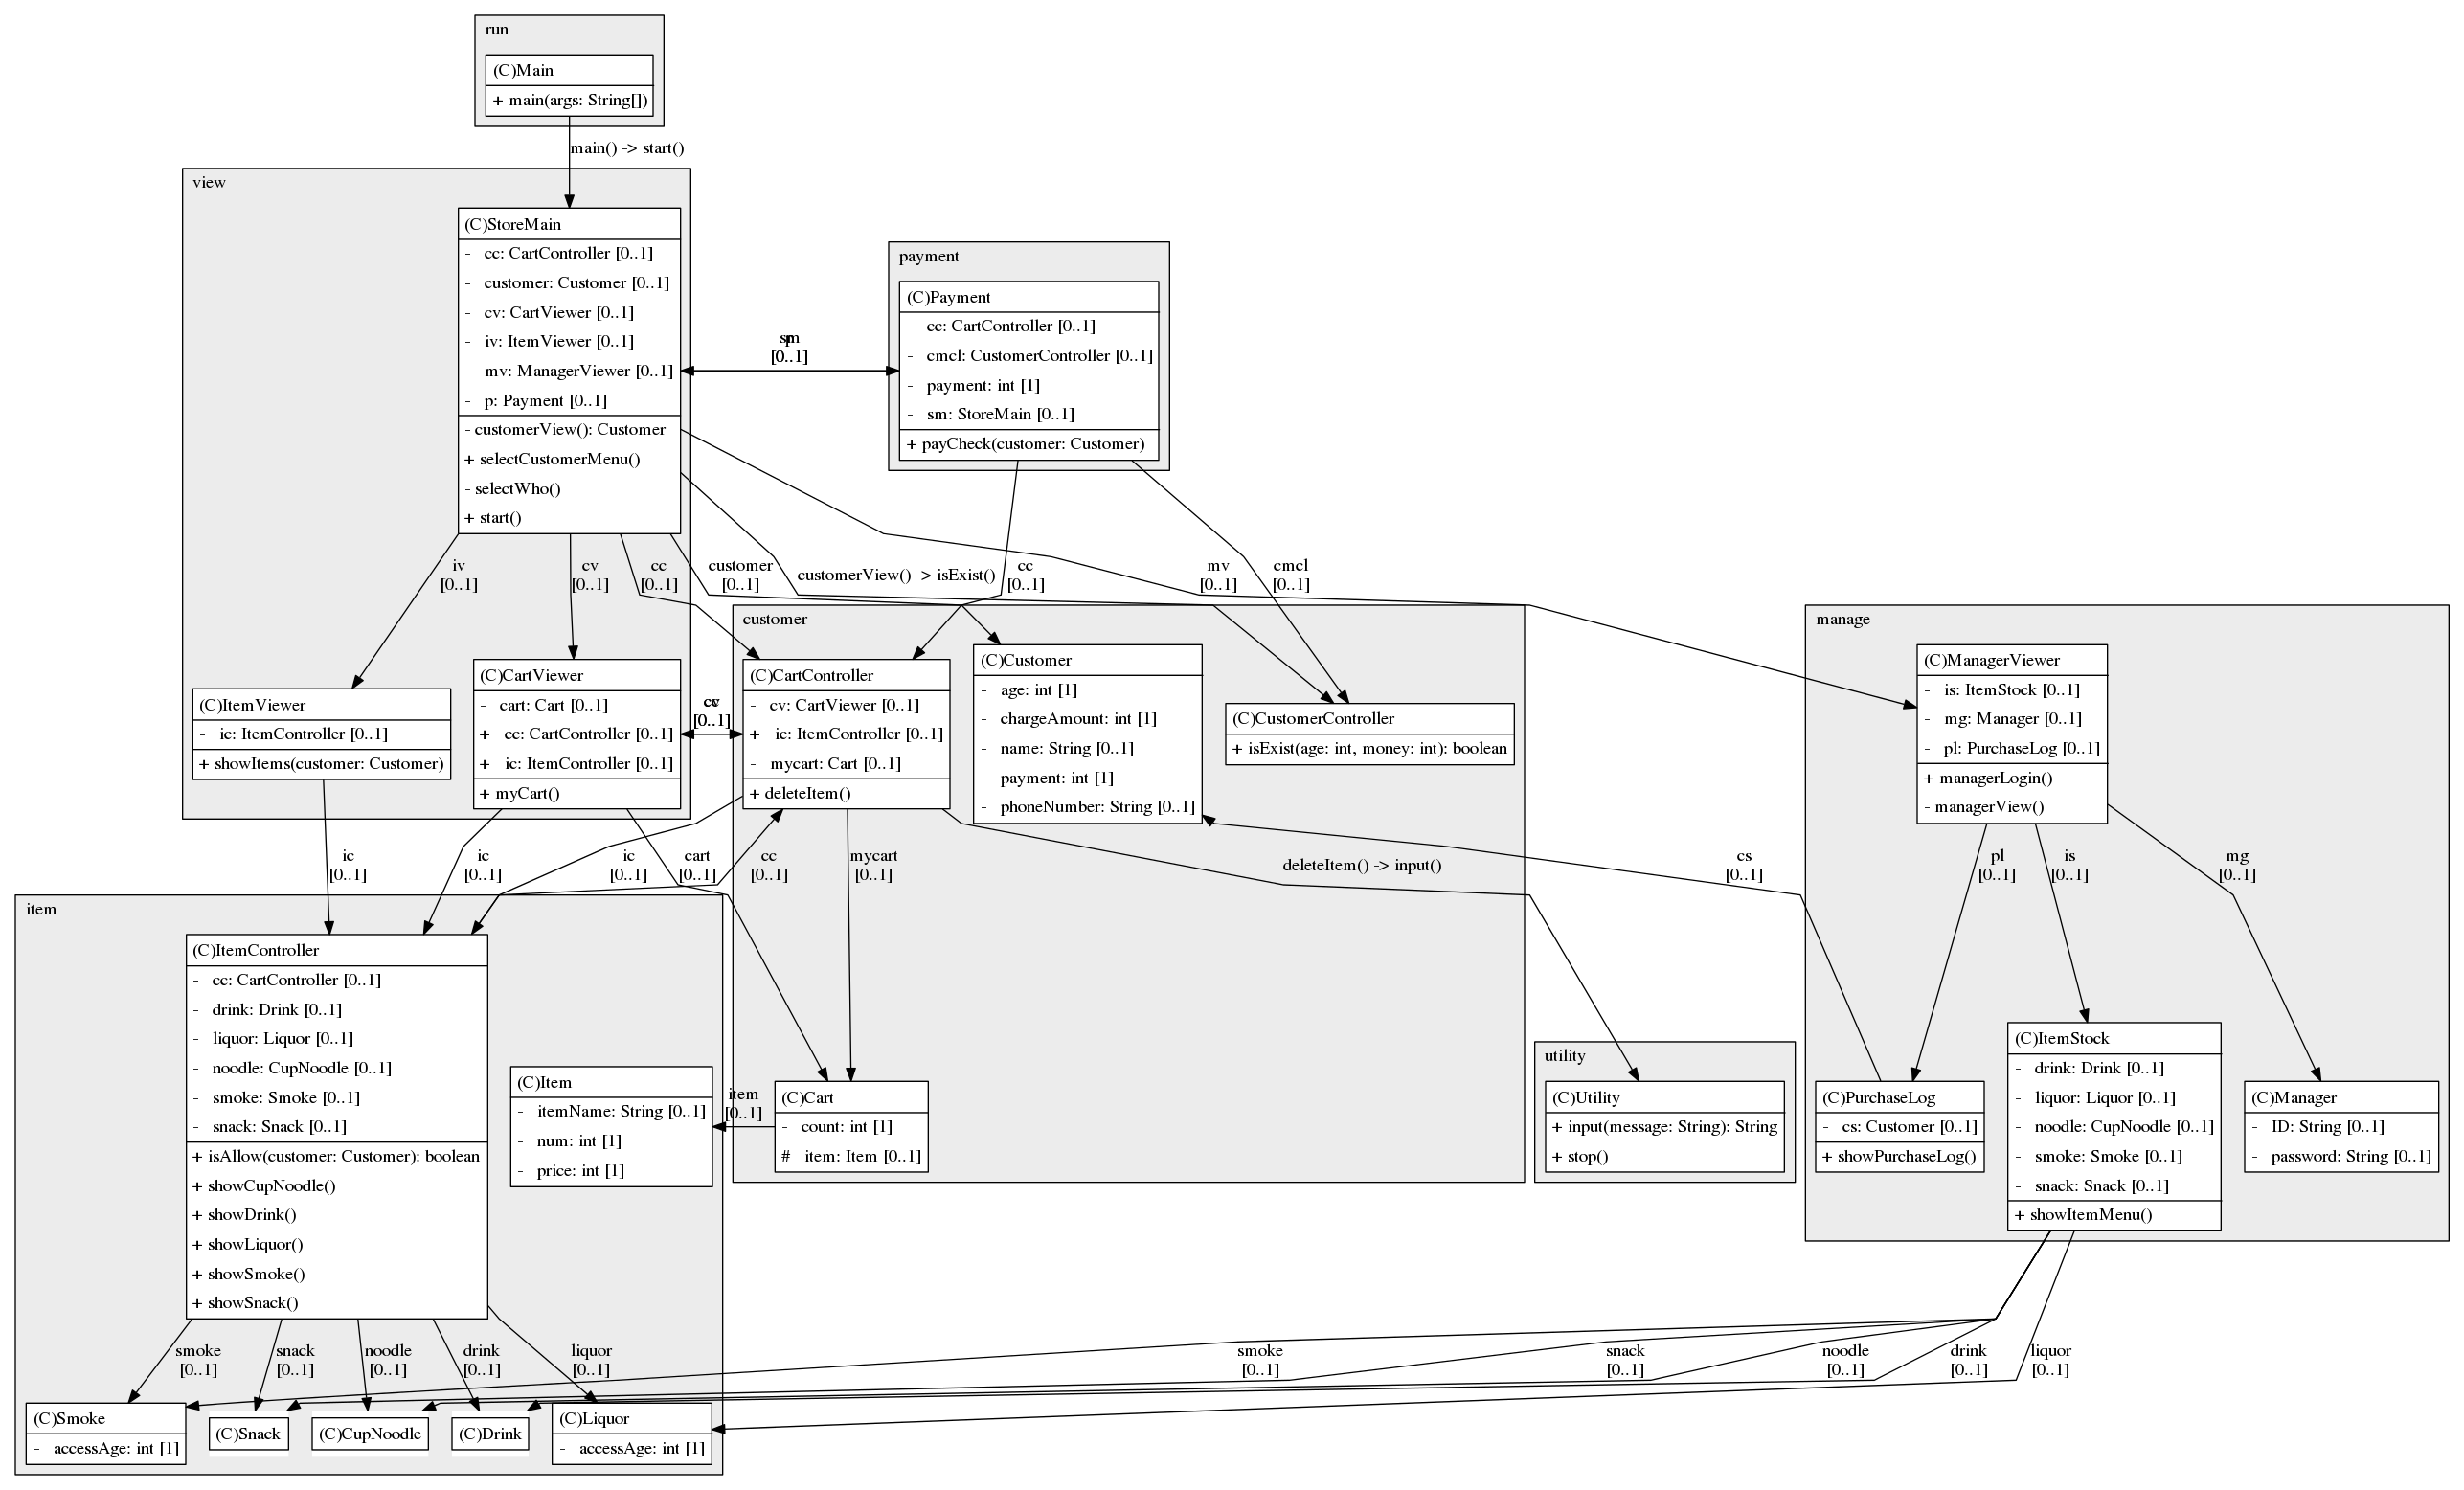 run
(C)Main
+ main(args: String[])
main() -> start()
view
(C)StoreMain
- cc: CartController [0..1]
- customer: Customer [0..1]
- cv: CartViewer [0..1]
- iv: ItemViewer [0..1]
- mv: ManagerViewer [0..1]
- p: Payment [0..1]
- customerView(): Customer
+ selectCustomerMenu()
- selectWho()
+ start()
[0..1]
payment
(C)Payment
- cc: CartController [0..1]
- cmcl: CustomerController [0..1]
- payment: int [1]
- sm: StoreMain [0..1]
+ payCheck(customer: Customer)
iv
[0..1]
cv
[0..1]
cc
[0..1]
customer
[0..1]
customerView() -> isExist()
cc
[0..1]
mv
[0..1]
cmcl
[0..1]
(C)ItemViewer
- ic: ItemController [0..1]
+ showItems(customer: Customer)
(C)CartViewer
- cart: Cart [0..1]
+ cc: CartController [0..1]
+ ic: ItemController [0..1]
+ myCart()
[0..1]
customer
(C)CartController
- cv: CartViewer [0..1]
+ ic: ItemController [0..1]
- mycart: Cart [0..1]
+ deleteItem()
(C)Customer
- age: int [1]
- chargeAmount: int [1]
- name: String [0..1]
- payment: int [1]
- phoneNumber: String [0..1]
(C)CustomerController
+ isExist(age: int, money: int): boolean
manage
(C)ManagerViewer
- is: ItemStock [0..1]
- mg: Manager [0..1]
- pl: PurchaseLog [0..1]
+ managerLogin()
- managerView()
ic
[0..1]
ic
[0..1]
ic
[0..1]
cart
[0..1]
cc
[0..1]
mycart
[0..1]
deleteItem() -> input()
cs
[0..1]
pl
[0..1]
is
[0..1]
mg
[0..1]
item
(C)ItemController
- cc: CartController [0..1]
- drink: Drink [0..1]
- liquor: Liquor [0..1]
- noodle: CupNoodle [0..1]
- smoke: Smoke [0..1]
- snack: Snack [0..1]
+ isAllow(customer: Customer): boolean
+ showCupNoodle()
+ showDrink()
+ showLiquor()
+ showSmoke()
+ showSnack()
(C)Item
- itemName: String [0..1]
- num: int [1]
- price: int [1]
item
[0..1]
(C)Cart
- count: int [1]
# item: Item [0..1]
utility
(C)Utility
+ input(message: String): String
+ stop()
(C)PurchaseLog
- cs: Customer [0..1]
+ showPurchaseLog()
(C)ItemStock
- drink: Drink [0..1]
- liquor: Liquor [0..1]
- noodle: CupNoodle [0..1]
- smoke: Smoke [0..1]
- snack: Snack [0..1]
+ showItemMenu()
(C)Manager
- ID: String [0..1]
- password: String [0..1]
smoke
[0..1]
snack
[0..1]
noodle
[0..1]
drink
[0..1]
liquor
[0..1]
smoke
[0..1]
snack
[0..1]
noodle
[0..1]
drink
[0..1]
liquor
[0..1]
(C)Smoke
- accessAge: int [1]
(C)Snack
(C)CupNoodle
(C)Drink
(C)Liquor
- accessAge: int [1]